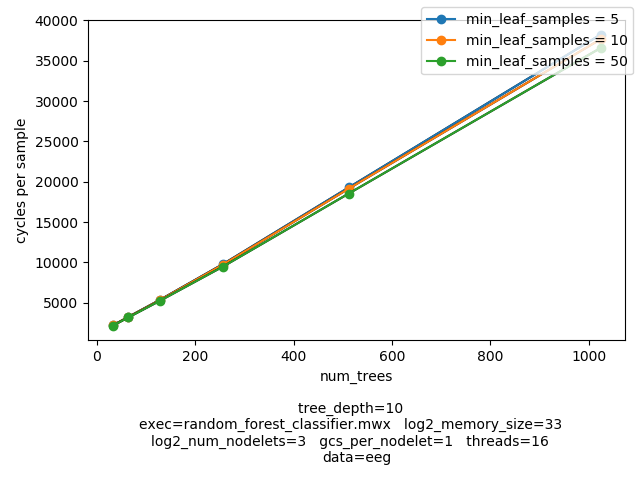 min_leaf_samples = 5
min_leaf_samples = 10
min_leaf_samples = 50
40000
35000
30000
25000
20000
15000
10000
5000
cycles per sample
0 200 400 600 800 1000
num_trees
tree_depth=10
exec=random_forest_classifier.mwx log2_memory_size=33
log2_num_nodelets=3 gcs_per_nodelet=1 threads=16
data=eeg